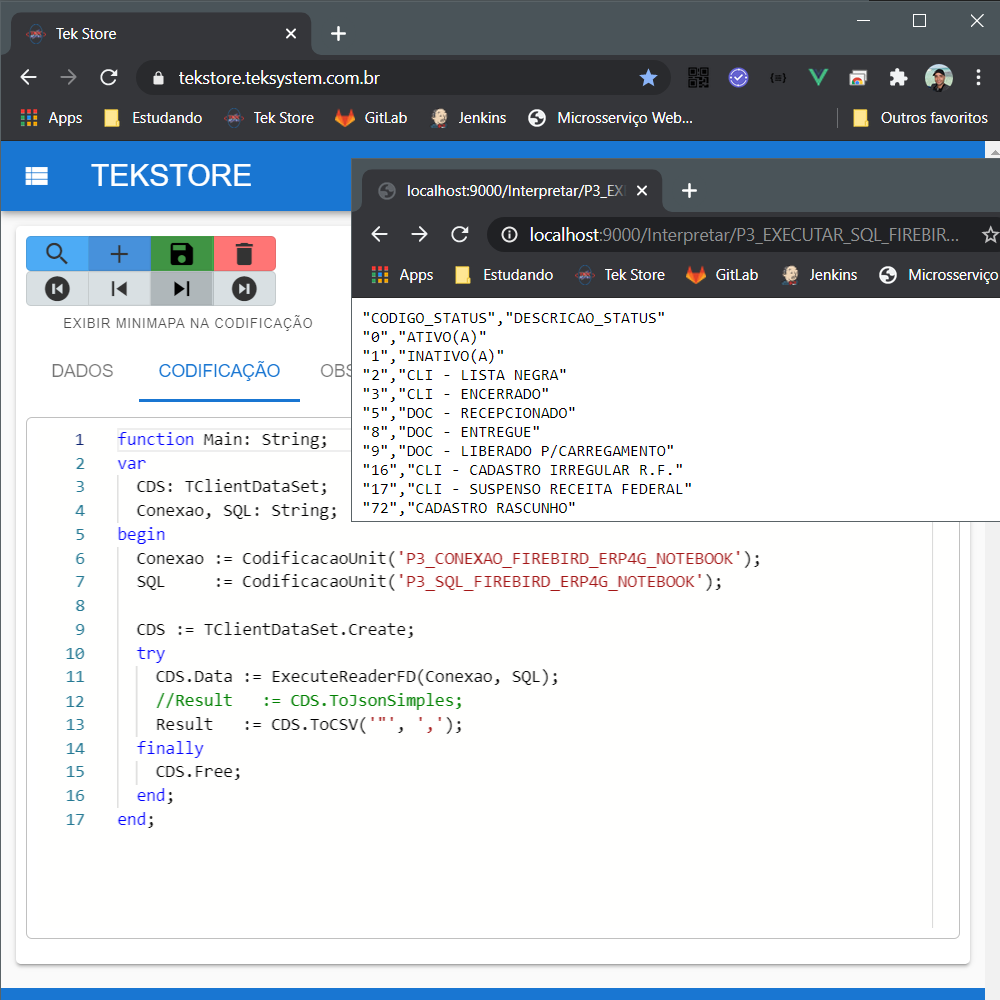 Tek Store
tekstore.teksystem.com.br
Apps Estudando Tek Store GitLab Jenkins Microsserviço Web... Outros favoritos
TEKSTORE
EXIBIR MINIMAPA NA CODIFICAÇÃO
DADOS CODIFICAÇÃO OBS
localhost:9000/Interpretar/P3_EX
localhost:9000/Interpretar/P3_EXECUTAR_SQL_FIREBIR...
Apps Estudando Tek Store GitLab Jenkins Microsserviço
"CODIGO_STATUS","DESCRICAO_STATUS"
"0","ATIVO(A)"
"1","INATIVO(A)"
"2","CLI - LISTA NEGRA"
"3","CLI - ENCERRADO"
"5","DOC - RECEPCIONADO"
"8","DOC - ENTREGUE"
"9","DOC - LIBERADO P/CARREGAMENTO"
"16","CLI - CADASTRO IRREGULAR R.F."
"17","CLI - SUSPENSO RECEITA FEDERAL"
"72","CADASTRO RASCUNHO"
1 function Main: String;
2 var
3   CDS: TClientDataSet;
4   Conexao, SQL: String;
5 begin
6   Conexao := CodificacaoUnit('P3_CONEXAO_FIREBIRD_ERP4G_NOTEBOOK');
7   SQL     := CodificacaoUnit('P3_SQL_FIREBIRD_ERP4G_NOTEBOOK');
8
9   CDS := TClientDataSet.Create;
10   try
11     CDS.Data := ExecuteReaderFD(Conexao, SQL);
12     //Result   := CDS.ToJsonSimples;
13     Result   := CDS.ToCSV('"', ',');
14   finally
15     CDS.Free;
16   end;
17 end;